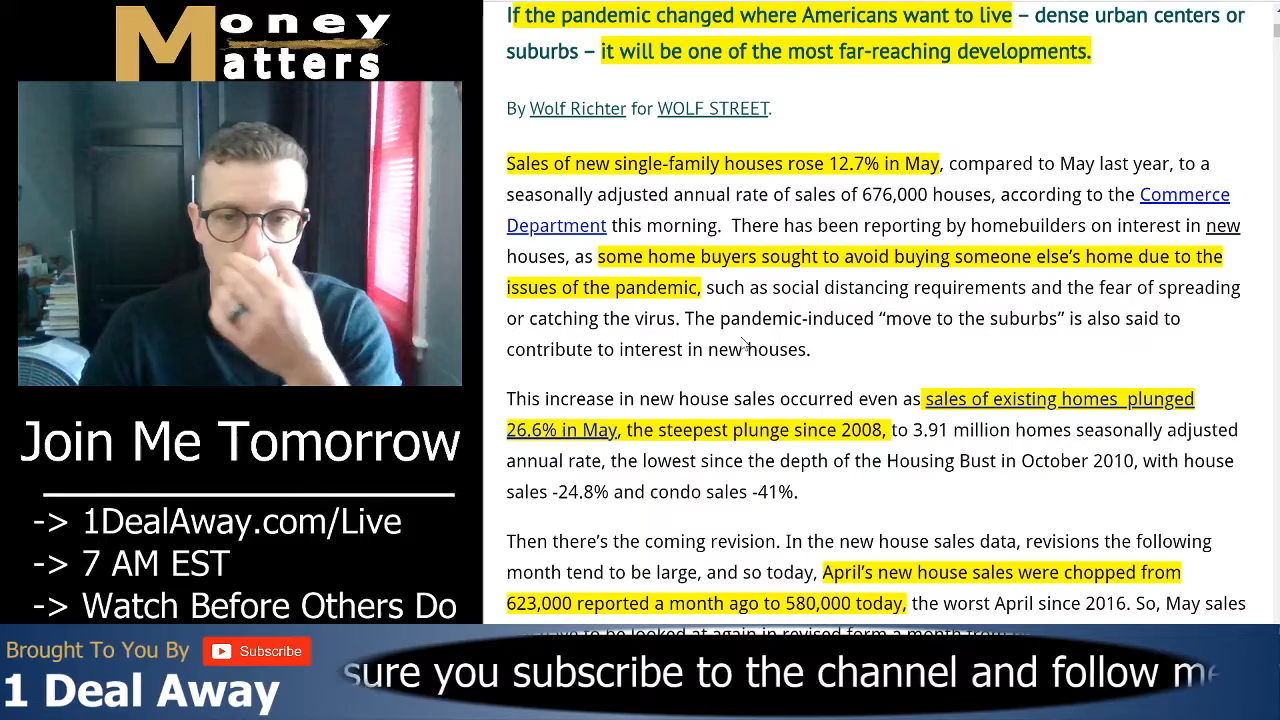 Money
Matters
Join Me Tomorrow
-> 1DealAway.com/Live
-> 7 AM EST
-> Watch Before Others Do
If the pandemic changed where Americans want to live – dense urban centers or
suburbs – it will be one of the most far-reaching developments.
By Wolf Richter for WOLF STREET.
Sales of new single-family houses rose 12.7% in May, compared to May last year, to a
seasonally adjusted annual rate of sales of 676,000 houses, according to the Commerce
Department this morning.  There has been reporting by homebuilders on interest in new
houses, as some home buyers sought to avoid buying someone else’s home due to the
issues of the pandemic, such as social distancing requirements and the fear of spreading
or catching the virus. The pandemic-induced “move to the suburbs” is also said to
contribute to interest in new houses.
This increase in new house sales occurred even as sales of existing homes  plunged
26.6% in May, the steepest plunge since 2008, to 3.91 million homes seasonally adjusted
annual rate, the lowest since the depth of the Housing Bust in October 2010, with house
sales -24.8% and condo sales -41%.
Then there’s the coming revision. In the new house sales data, revisions the following
month tend to be large, and so today, April’s new house sales were chopped from
623,000 reported a month ago to 580,000 today, the worst April since 2016. So, May sales
Brought To You By
Subscribe
1 Deal Away
sure you subscribe to the channel and follow me